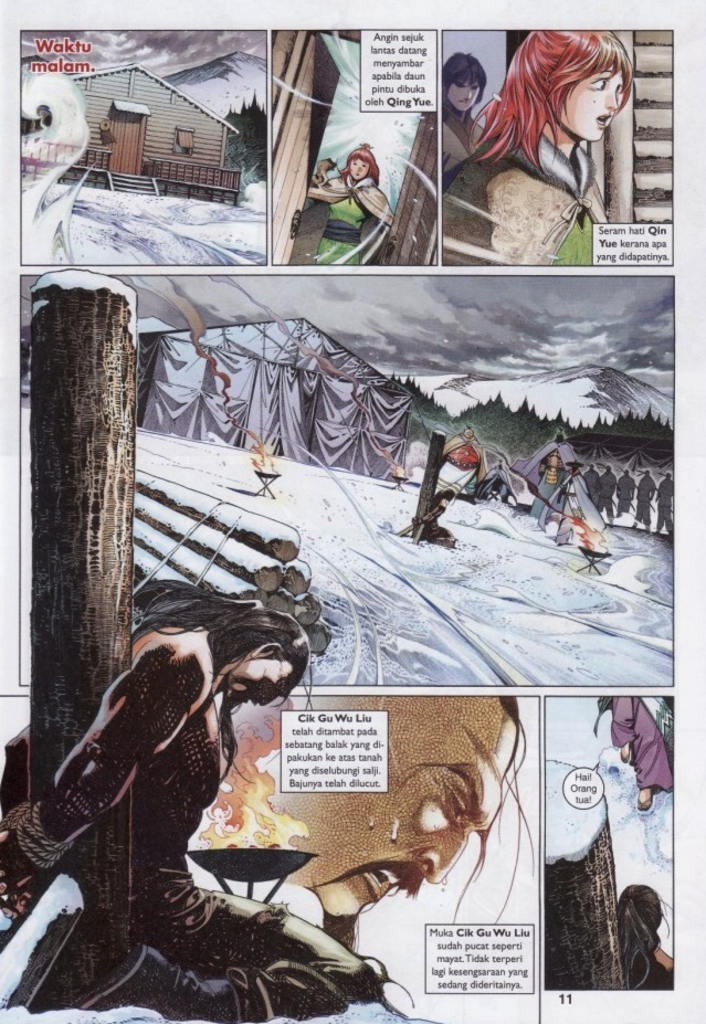 Waktu
malam.
Angin sejuk
lantas datang
menyambar
apabila daun
pintu dibuka
oleh Qing Yue.
Seram hati Qin
Yue kerana apa
yang didapatinya.
Cik Gu Wu Liu
telah ditambat pada
sebatang balak yang di-
pakukan ke atas tanah
yang diselubungi salji.
Bajunya telah dilucut.
Hai!
Orang
tua!
Muka Cik Gu Wu Liu
sudah pucat seperti
mayat. Tidak terperi
lagi kesengsaraan yang
sedang dideritainya.
11